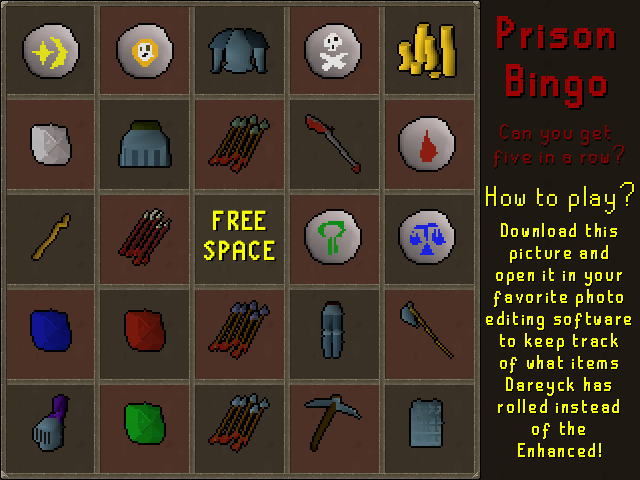 Prison
Bingo
Can you get
five in a row?
How to play?
Download this
picture and
open it in your
favorite photo
editing software
to keep track
of what items
Dareyck has
rolled instead
of the
Enhanced!
FREE
SPACE